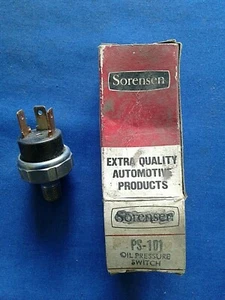 Sorensen
EXTRA QUALITY
AUTOMOTIVE
PRODUCTS
Sorensen
PS-101
OIL PRESSURE
SWITCH